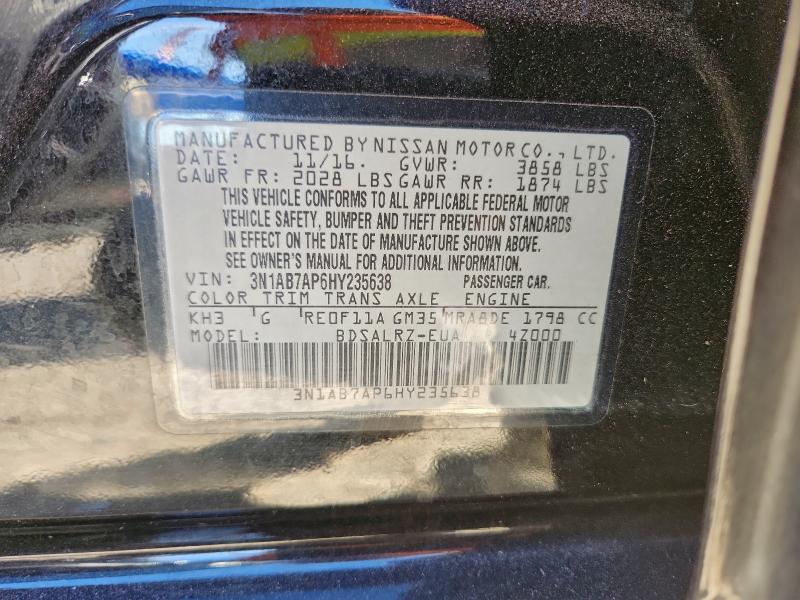 MANUFACTURED BY NISSAN MOTOR CO., LTD.
DATE: 11/16. GVWR: 3858 LBS
GAWR FR: 2028 LBS GAWR RR: 1874 LBS
THIS VEHICLE CONFORMS TO ALL APPLICABLE FEDERAL MOTOR
VEHICLE SAFETY, BUMPER AND THEFT PREVENTION STANDARDS
IN EFFECT ON THE DATE OF MANUFACTURE SHOWN ABOVE.
SEE OWNER'S MANUAL FOR ADDITIONAL INFORMATION.
VIN: 3N1AB7AP6HY235638 PASSENGER CAR.
COLOR TRIM TRANS AXLE ENGINE
KH3 G RE0F11A GM35 MRA8DE 1798 CC
MODEL: BDSALRZ-EUA 4Z000
3N1AB7AP6HY235638